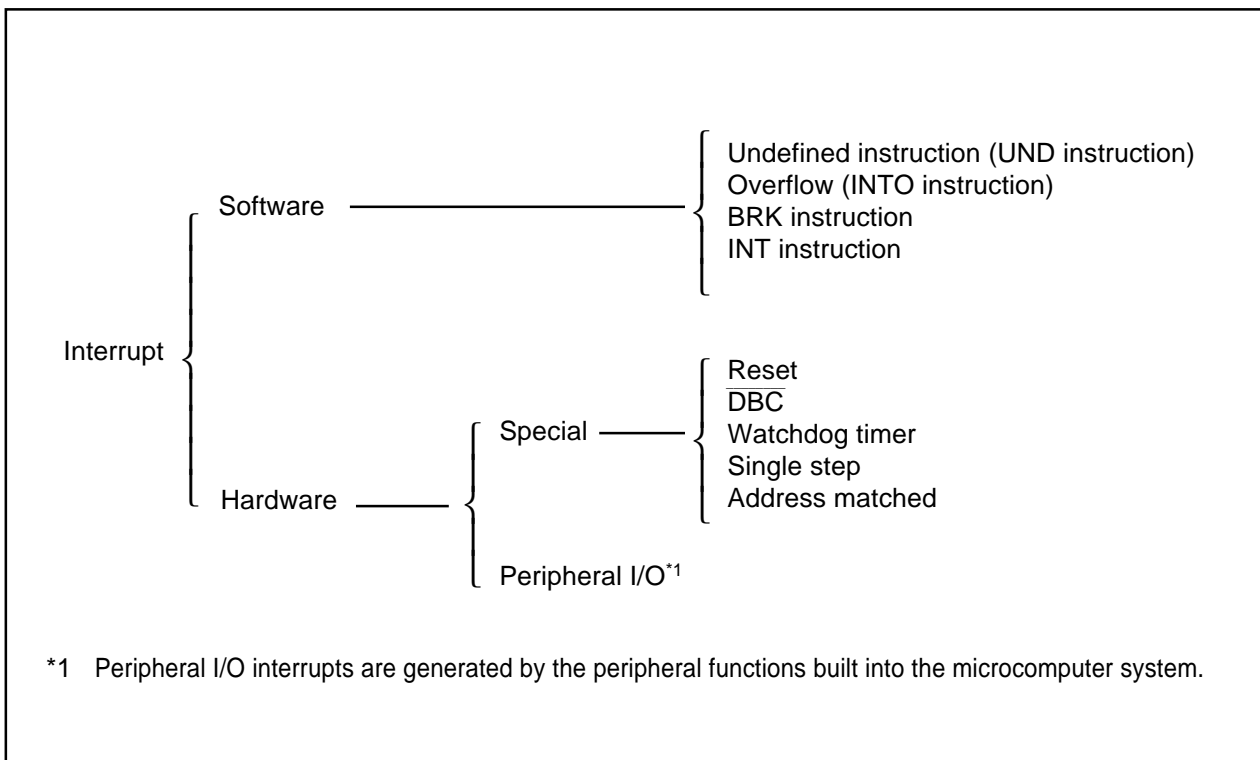 Interrupt
Software
Undefined instruction (UND instruction)
Overflow (INTO instruction)
BRK instruction
INT instruction
Hardware
Special
Reset
D̅B̅C̅
Watchdog timer
Single step
Address matched
Peripheral I/O*1
*1 Peripheral I/O interrupts are generated by the peripheral functions built into the microcomputer system.